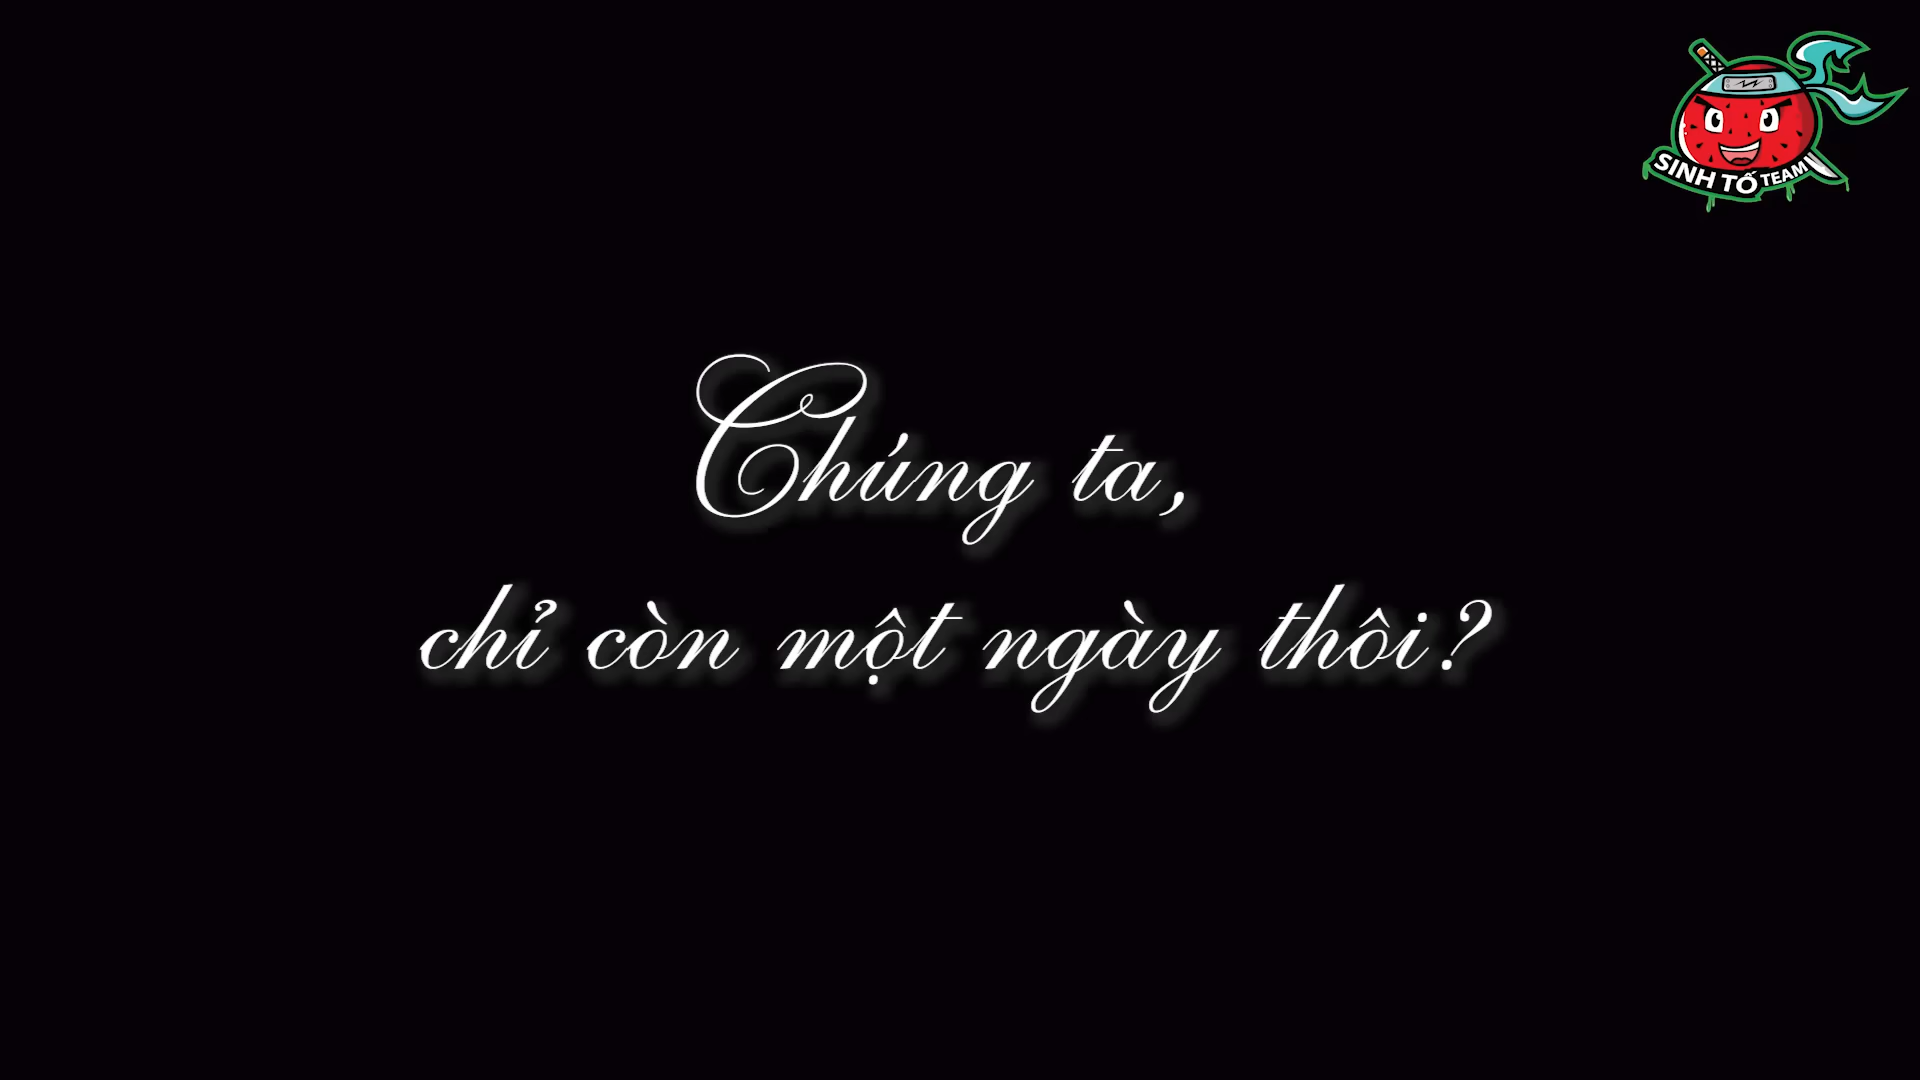 SINH TỐ TEAM
Chúng ta,
chỉ còn một ngày thôi?